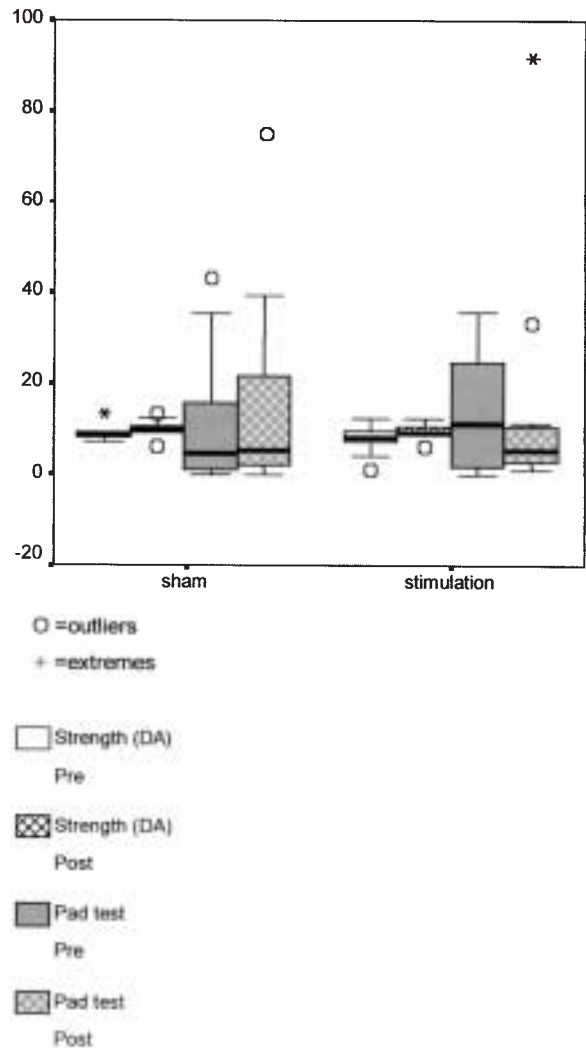 100
80
60
40
20
0
-20
sham stimulation
O =outliers
+ =extremes
Strength (DA)
Pre
Strength (DA)
Post
Pad test
Pre
Pad test
Post